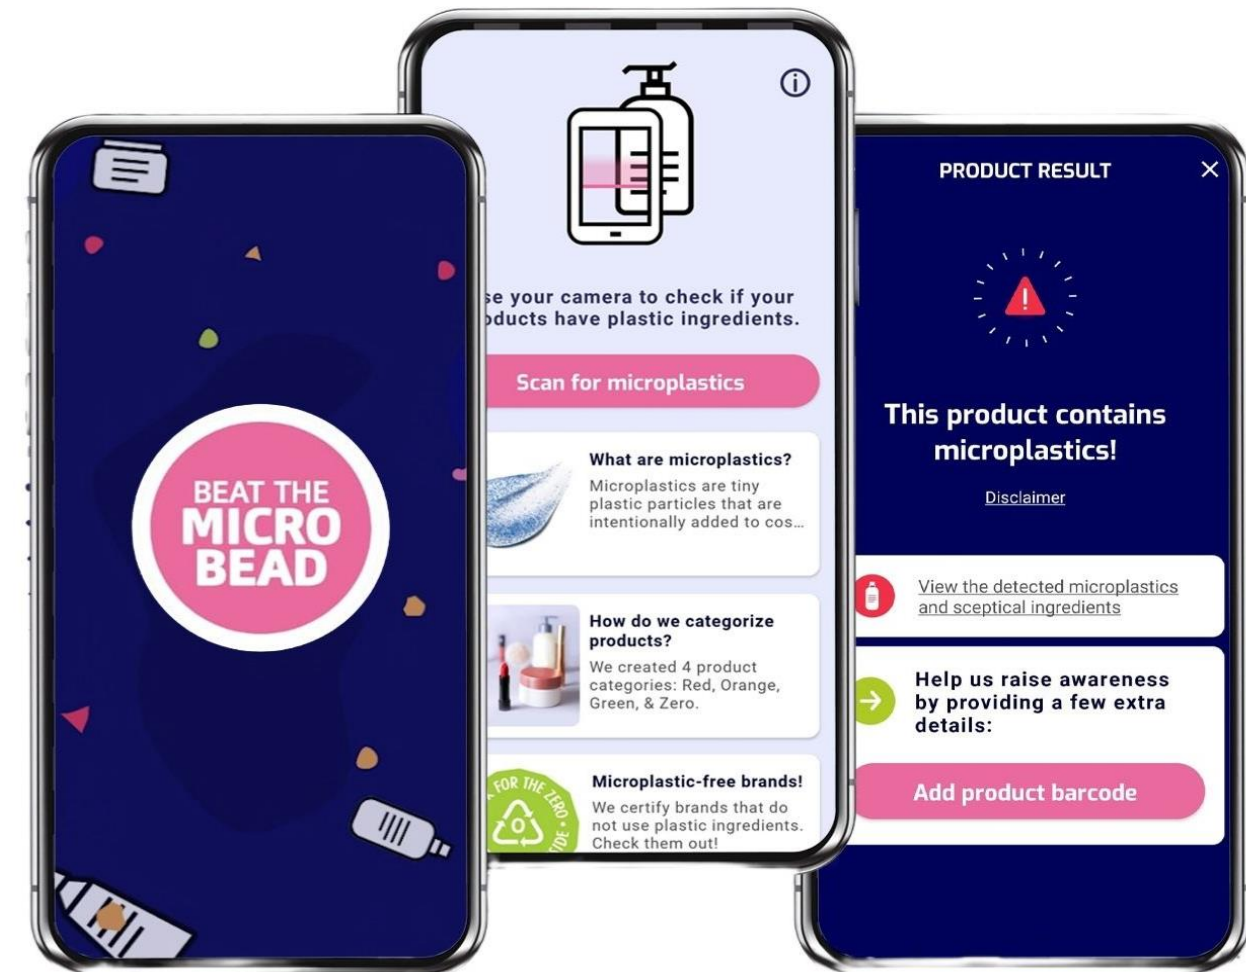 BEAT THE
MICRO
BEAD
se your camera to check if your
oducts have plastic ingredients.
Scan for microplastics
What are microplastics?
Microplastics are tiny
plastic particles that are
intentionally added to cos...
How do we categorize
products?
We created 4 product
categories: Red, Orange,
Green, & Zero.
FOR THE ZERO
Microplastic-free brands!
We certify brands that do
not use plastic ingredients.
Check them out!
PRODUCT RESULT
This product contains
microplastics!
Disclaimer
View the detected microplastics
and sceptical ingredients
Help us raise awareness
by providing a few extra
details:
Add product barcode